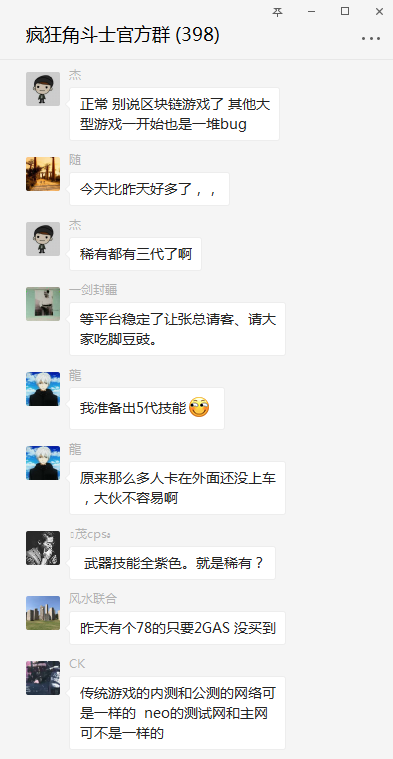 疯狂角斗士官方群 (398)
杰
正常 别说区块链游戏了 其他大
型游戏一开始也是一堆bug
随
今天比昨天好多了，，
杰
稀有都有三代了啊
一剑封疆
等平台稳定了让张总请客、请大
家吃脚豆豉。
龍
我准备出5代技能
龍
原来那么多人卡在外面还没上车
，大伙不容易啊
茂cps
武器技能全紫色。就是稀有？
风水联合
昨天有个78的只要2GAS 没买到
CK
传统游戏的内测和公测的网络可
是一样的 neo的测试网和主网
可不是一样的